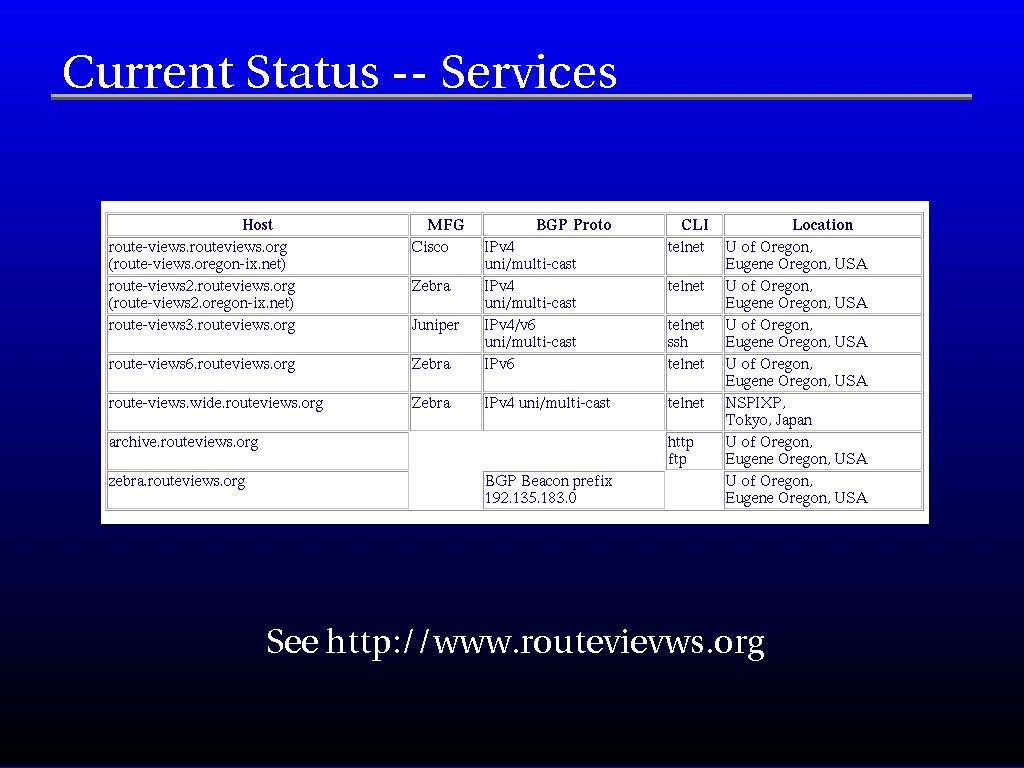 Current Status -- Services
Host MFG BGP Proto CLI Location
route-views.routeviews.org Cisco IPv4 telnet U of Oregon,
(route-views.oregon-ix.net) uni/multi-cast Eugene Oregon, USA
route-views2.routeviews.org Zebra IPv4 telnet U of Oregon,
(route-views2.oregon-ix.net) uni/multi-cast Eugene Oregon, USA
route-views3.routeviews.org Juniper IPv4/v6 telnet U of Oregon,
uni/multi-cast ssh Eugene Oregon, USA
route-views6.routeviews.org Zebra IPv6 telnet U of Oregon,
Eugene Oregon, USA
route-views.wide.routeviews.org Zebra IPv4 uni/multi-cast telnet NSPIXP,
Tokyo, Japan
archive.routeviews.org http U of Oregon,
ftp Eugene Oregon, USA
zebra.routeviews.org BGP Beacon prefix U of Oregon,
192.135.183.0 Eugene Oregon, USA
See http://www.routevievws.org